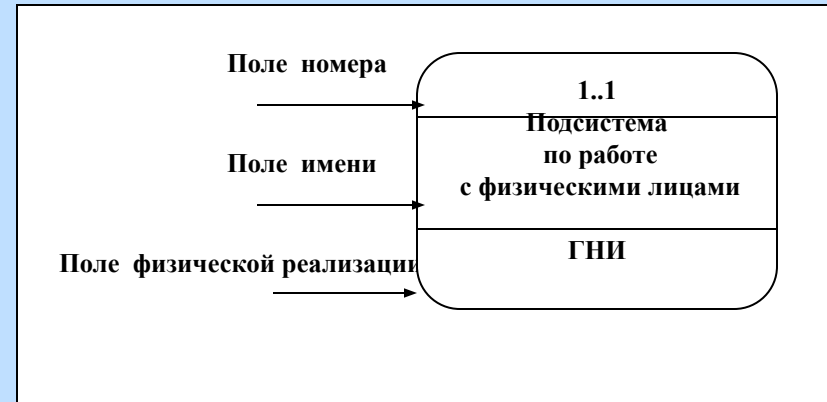 Поле номера
1..1
Подсистема
по работе
с физическими лицами
Поле имени
ГНИ
Поле физической реализации